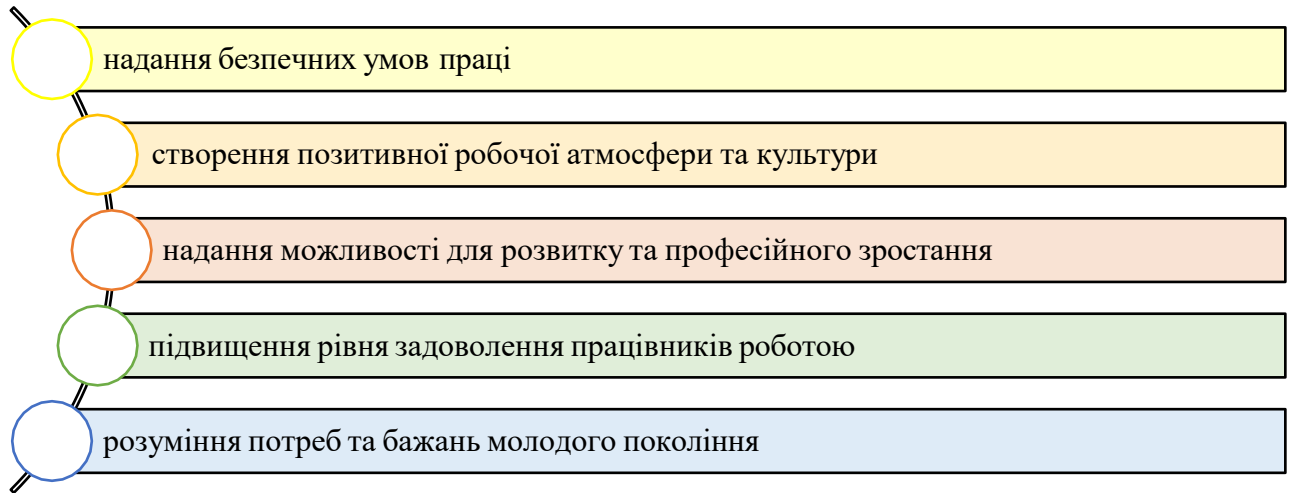 надання безпечних умов праці
створення позитивної робочої атмосфери та культури
надання можливості для розвитку та професійного зростання
підвищення рівня задоволення працівників роботою
розуміння потреб та бажань молодого покоління